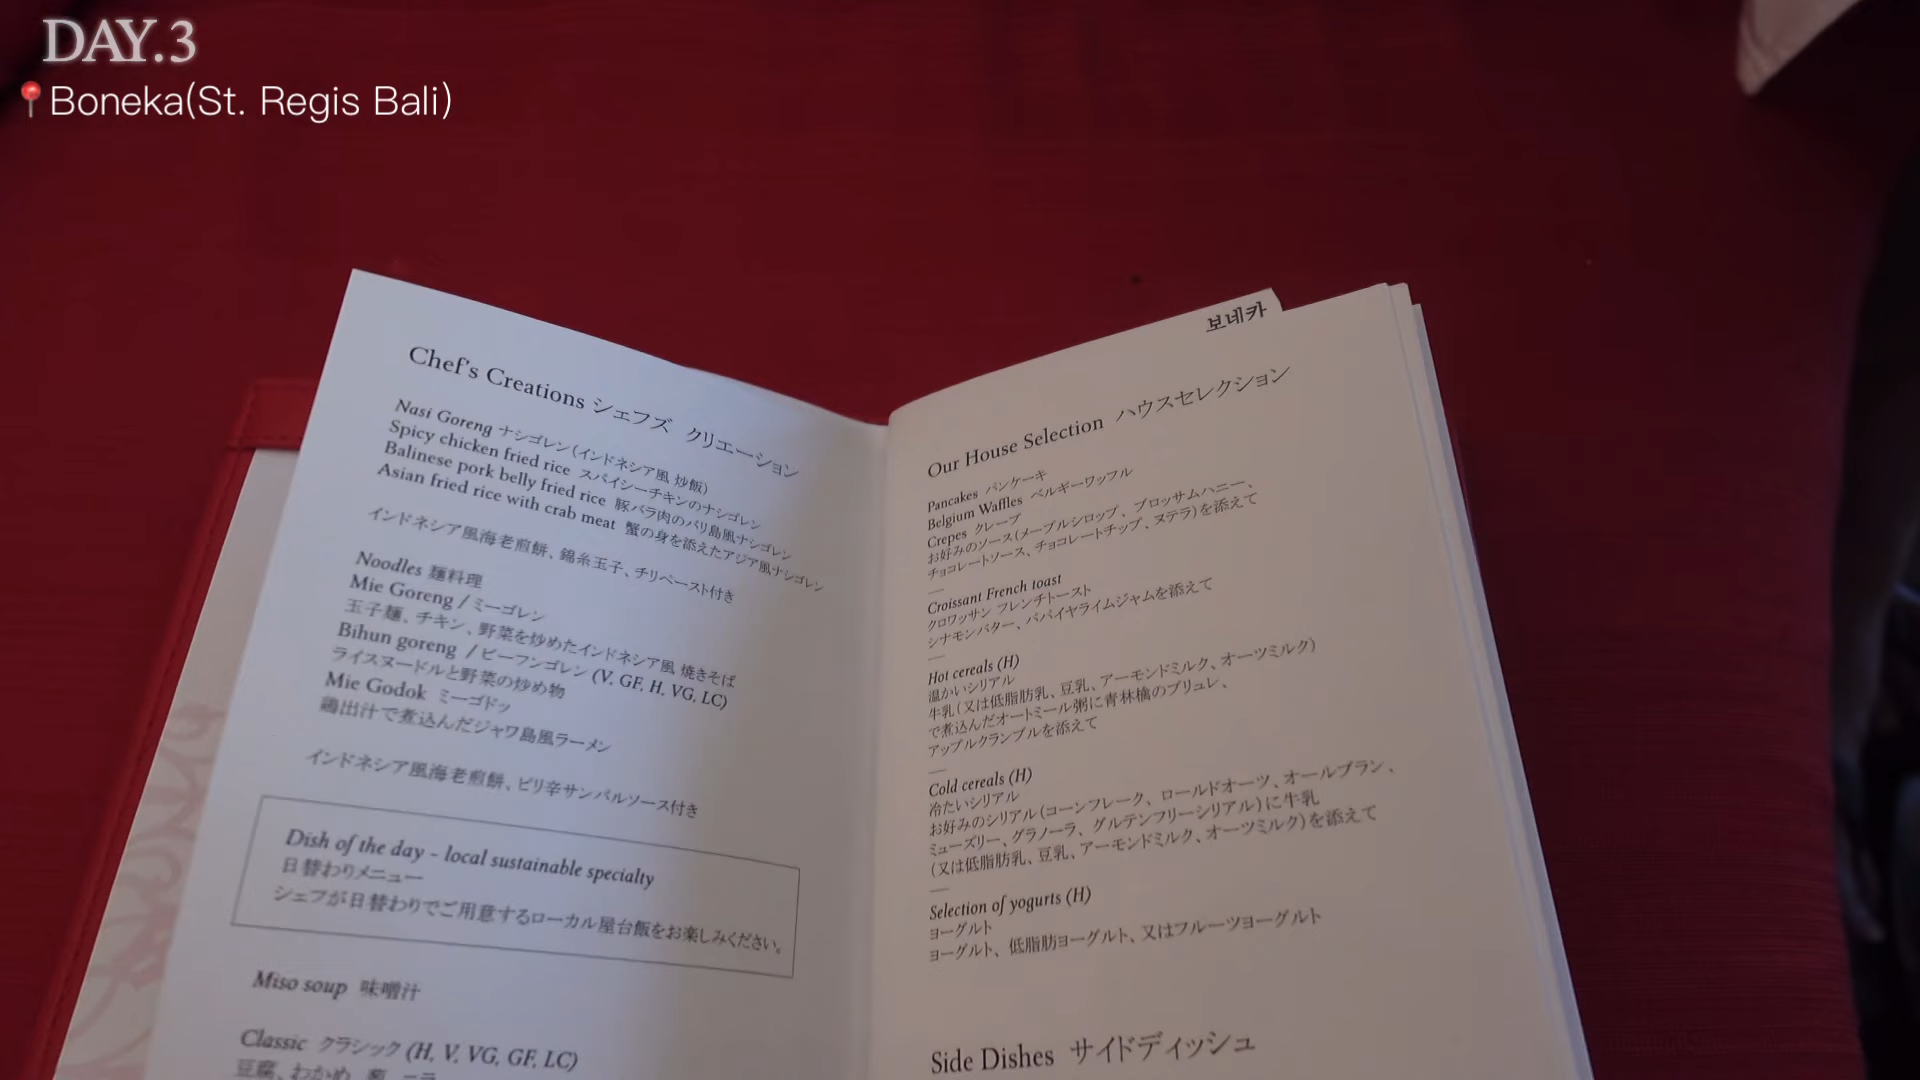 DAY.3
Boneka(St. Regis Bali)
Chef's Creations シェフズ クリエーション
Nasi Goreng ナシゴレン(インドネシア風 炒飯)
Spicy chicken fried rice スパイシーチキンのナシゴレン
Balinese pork belly fried rice 豚バラ肉のバリ島風ナシゴレン
Asian fried rice with crab meat 蟹の身を添えたアジア風ナシゴレン
インドネシア風海老煎餅、錦糸玉子、チリペースト付き
Noodles 麺料理
Mie Goreng / ミーゴレン
玉子麺、チキン、野菜を炒めたインドネシア風 焼きそば
Bihun goreng / ビーフンゴレン (V, GF, H, VG, LC)
ライスヌードルと野菜の炒め物
Mie Godok ミーゴドッ
鶏出汁で煮込んだジャワ島風ラーメン
インドネシア風海老煎餅、ピリ辛サンバルソース付き
Dish of the day - local sustainable specialty
日替わりメニュー
シェフが日替わりでご用意するローカル屋台飯をお楽しみください。
Miso soup 味噌汁
Classic クラシック (H, V, VG, GF, LC)
豆腐、わかめ、葱、
보네카
Our House Selection ハウスセレクション
Pancakes パンケーキ
Belgium Waffles ベルギーワッフル
Crepes クレープ
お好みのソース(メープルシロップ、ブロッサムハニー、
チョコレートソース、チョコレートチップ、ヌテラ)を添えて
Croissant French toast
クロワッサン フレンチトースト
シナモンバター、パパイヤライムジャムを添えて
Hot cereals (H)
温かいシリアル
牛乳(又は低脂肪乳、豆乳、アーモンドミルク、オーツミルク)
で煮込んだオートミール粥に青林檎のブリュレ、
アップルクランブルを添えて
Cold cereals (H)
冷たいシリアル
お好みのシリアル(コーンフレーク、ロールドオーツ、オールブラン、
ミューズリー、グラノーラ、グルテンフリーシリアル)に牛乳
(又は低脂肪乳、豆乳、アーモンドミルク、オーツミルク)を添えて
Selection of yogurts (H)
ヨーグルト
ヨーグルト、低脂肪ヨーグルト、又はフルーツヨーグルト
Side Dishes サイドディッシュ